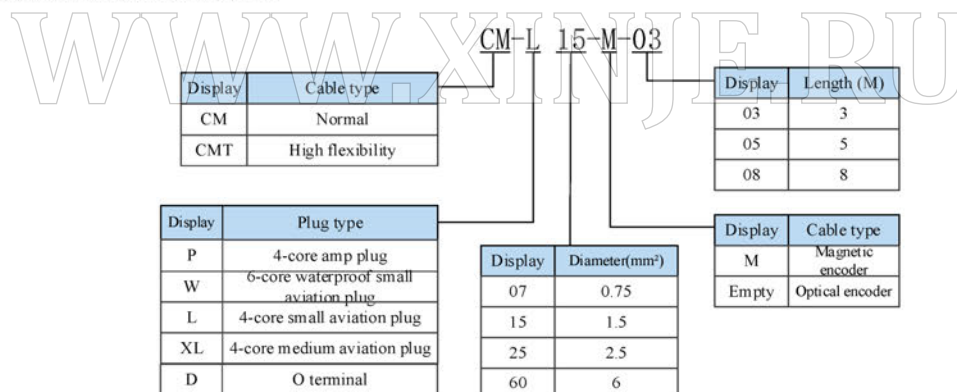 WWW.XINJE.RU
CM-L 15-M-03
Display Cable type
CM Normal
CMT High flexibility
Display Length (M)
03 3
05 5
08 8
Display Plug type
P 4-core amp plug
W 6-core waterproof small
aviation plug
L 4-core small aviation plug
XL 4-core medium aviation plug
D O terminal
Display Diameter(mm²)
07 0.75
15 1.5
25 2.5
60 6
Display Cable type
M Magnetic
encoder
Empty Optical encoder